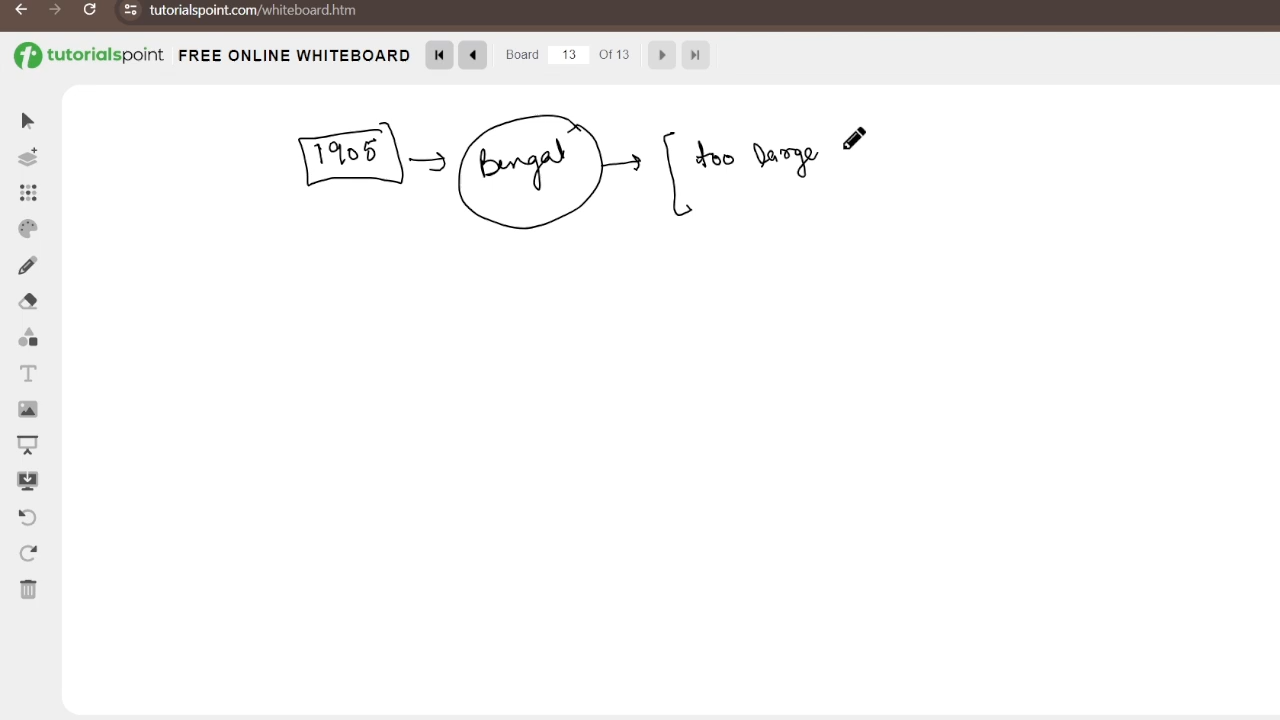 tutorialspoint.com/whiteboard.htm
tutorialspoint FREE ONLINE WHITEBOARD Board 13 Of 13
1905 → Bengal → [ too large
T